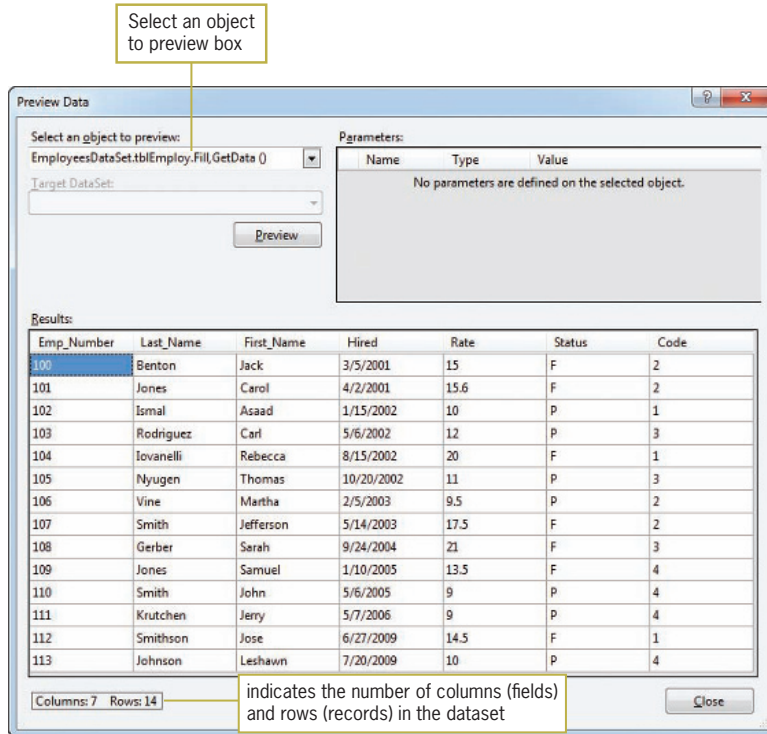 Select an object
to preview box
Preview Data
Select an object to preview:
EmployeesDataSet.tblEmploy.Fill,GetData ()
Target DataSet:
Preview
Parameters:
Name Type Value
No parameters are defined on the selected object.
Results:
Emp_Number Last_Name First_Name Hired Rate Status Code
100 Benton Jack 3/5/2001 15 F 2
101 Jones Carol 4/2/2001 15.6 F 2
102 Ismal Asaad 1/15/2002 10 P 1
103 Rodriguez Carl 5/6/2002 12 P 3
104 Iovanelli Rebecca 8/15/2002 20 F 1
105 Nyugen Thomas 10/20/2002 11 P 3
106 Vine Martha 2/5/2003 9.5 P 2
107 Smith Jefferson 5/14/2003 17.5 F 2
108 Gerber Sarah 9/24/2004 21 F 3
109 Jones Samuel 1/10/2005 13.5 F 4
110 Smith John 5/6/2005 9 P 4
111 Krutchen Jerry 5/7/2006 9 P 4
112 Smithson Jose 6/27/2009 14.5 F 1
113 Johnson Leshawn 7/20/2009 10 P 4
Columns: 7 Rows: 14
indicates the number of columns (fields)
and rows (records) in the dataset
Close